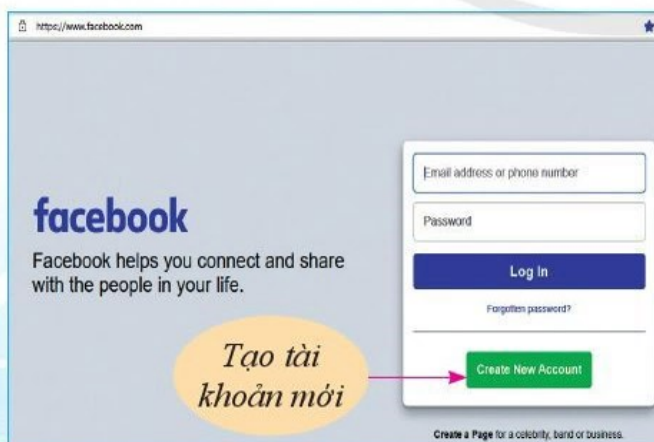 https://www.facebook.com
facebook
Facebook helps you connect and share
with the people in your life.
Email address or phone number
Password
Log In
Forgotten password?
Create New Account
Tạo tài
khoản mới
Create a Page for a celebrity, band or business.